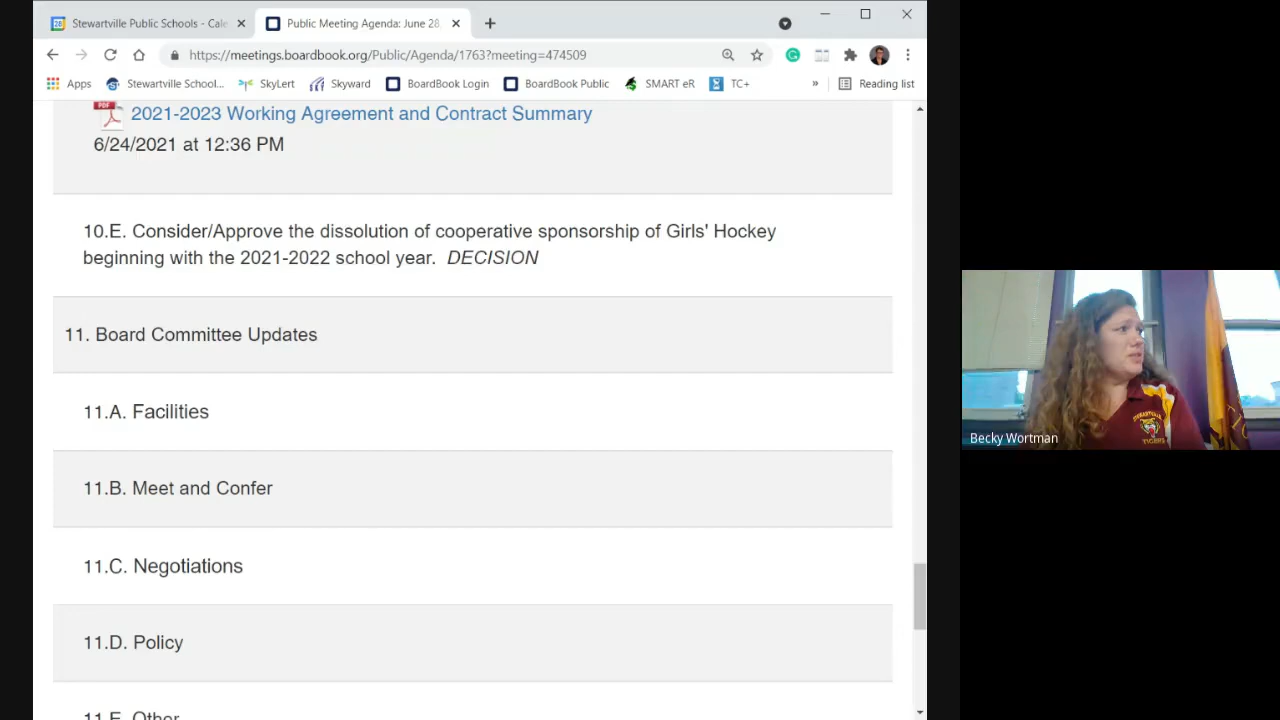 Stewartville Public Schools - Cale
Public Meeting Agenda: June 28,
https://meetings.boardbook.org/Public/Agenda/1763?meeting=474509
Apps
Stewartville School...
SkyLert
Skyward
BoardBook Login
BoardBook Public
SMART eR
TC+
»
Reading list
PDF
2021-2023 Working Agreement and Contract Summary
6/24/2021 at 12:36 PM
10.E. Consider/Approve the dissolution of cooperative sponsorship of Girls' Hockey
beginning with the 2021-2022 school year. DECISION
11. Board Committee Updates
11.A. Facilities
11.B. Meet and Confer
11.C. Negotiations
11.D. Policy
11.E. Other
STEWARTVILLE
TIGERS
Becky Wortman